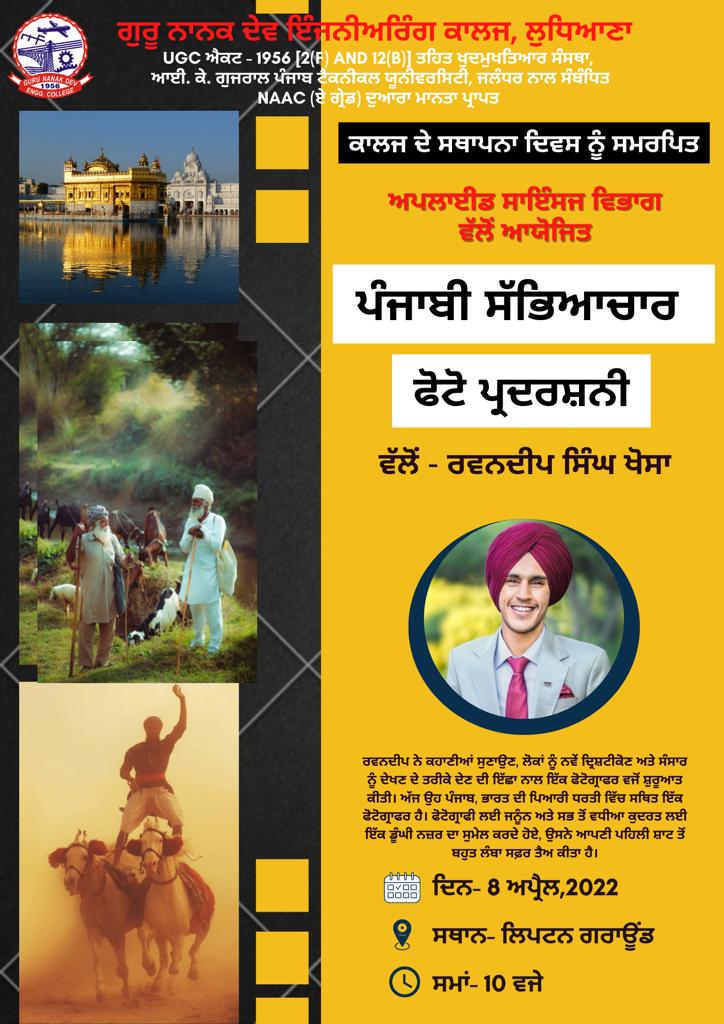 ਗੁਰੂ ਨਾਨਕ ਦੇਵ ਇੰਜਨੀਅਰਿੰਗ ਕਾਲਜ, ਲੁਧਿਆਣਾ
UGC ਐਕਟ - 1956 [2(F) AND 12(B)] ਤਹਿਤ ਖੁਦਮੁਖਤਿਆਰ ਸੰਸਥਾ,
ਆਈ. ਕੇ. ਗੁਜਰਾਲ ਪੰਜਾਬ ਟੈਕਨੀਕਲ ਯੂਨੀਵਰਸਿਟੀ, ਜਲੰਧਰ ਨਾਲ ਸੰਬੰਧਿਤ
NAAC (ਏ ਗ੍ਰੇਡ) ਦੁਆਰਾ ਮਾਨਤਾ ਪ੍ਰਾਪਤ
GURU NANAK DEV
1956
ENGG. COLLEGE
ਕਾਲਜ ਦੇ ਸਥਾਪਨਾ ਦਿਵਸ ਨੂੰ ਸਮਰਪਿਤ
ਅਪਲਾਈਡ ਸਾਇੰਸਜ ਵਿਭਾਗ
ਵੱਲੋਂ ਆਯੋਜਿਤ
ਪੰਜਾਬੀ ਸੱਭਿਆਚਾਰ
ਫੋਟੋ ਪ੍ਰਦਰਸ਼ਨੀ
ਵੱਲੋਂ - ਰਵਨਦੀਪ ਸਿੰਘ ਖੋਸਾ
ਰਵਨਦੀਪ ਨੇ ਕਹਾਣੀਆਂ ਸੁਣਾਉਣ, ਲੋਕਾਂ ਨੂੰ ਨਵੇਂ ਦ੍ਰਿਸ਼ਟੀਕੋਣ ਅਤੇ ਸੰਸਾਰ
ਨੂੰ ਦੇਖਣ ਦੇ ਤਰੀਕੇ ਦੇਣ ਦੀ ਇੱਛਾ ਨਾਲ ਇੱਕ ਫੋਟੋਗ੍ਰਾਫਰ ਵਜੋਂ ਸ਼ੁਰੂਆਤ
ਕੀਤੀ। ਅੱਜ ਉਹ ਪੰਜਾਬ, ਭਾਰਤ ਦੀ ਪਿਆਰੀ ਧਰਤੀ ਵਿੱਚ ਸਥਿਤ ਇੱਕ
ਫੋਟੋਗ੍ਰਾਫਰ ਹੈ। ਫੋਟੋਗ੍ਰਾਫੀ ਲਈ ਜਨੂੰਨ ਅਤੇ ਸਭ ਤੋਂ ਵਧੀਆ ਕੁਦਰਤ ਲਈ
ਇੱਕ ਡੂੰਘੀ ਨਜ਼ਰ ਦਾ ਸੁਮੇਲ ਕਰਦੇ ਹੋਏ, ਉਸਨੇ ਆਪਣੀ ਪਹਿਲੀ ਸ਼ਾਟ ਤੋਂ
ਬਹੁਤ ਲੰਬਾ ਸਫ਼ਰ ਤੈਅ ਕੀਤਾ ਹੈ।
ਦਿਨ- 8 ਅਪ੍ਰੈਲ,2022
ਸਥਾਨ- ਲਿਪਟਨ ਗਰਾਊਂਡ
ਸਮਾਂ- 10 ਵਜੇ